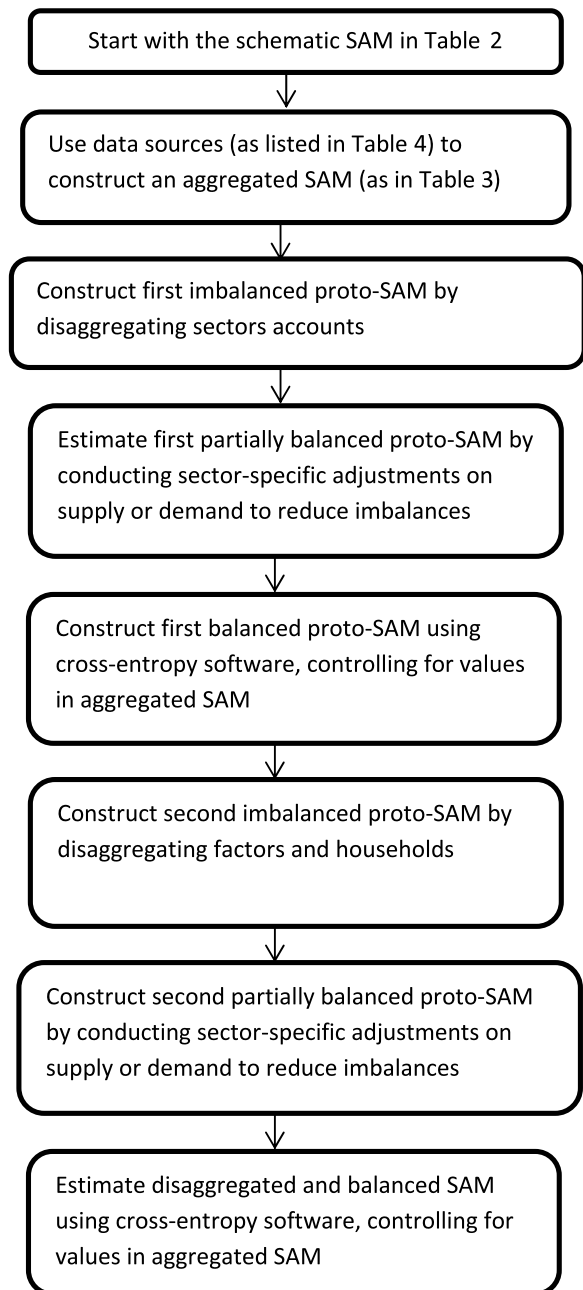 Start with the schematic SAM in Table 2
Use data sources (as listed in Table 4) to
construct an aggregated SAM (as in Table 3)
Construct first imbalanced proto-SAM by
disaggregating sectors accounts
Estimate first partially balanced proto-SAM by
conducting sector-specific adjustments on
supply or demand to reduce imbalances
Construct first balanced proto-SAM using
cross-entropy software, controlling for values
in aggregated SAM
Construct second imbalanced proto-SAM by
disaggregating factors and households
Construct second partially balanced proto-SAM
by conducting sector-specific adjustments on
supply or demand to reduce imbalances
Estimate disaggregated and balanced SAM
using cross-entropy software, controlling for
values in aggregated SAM